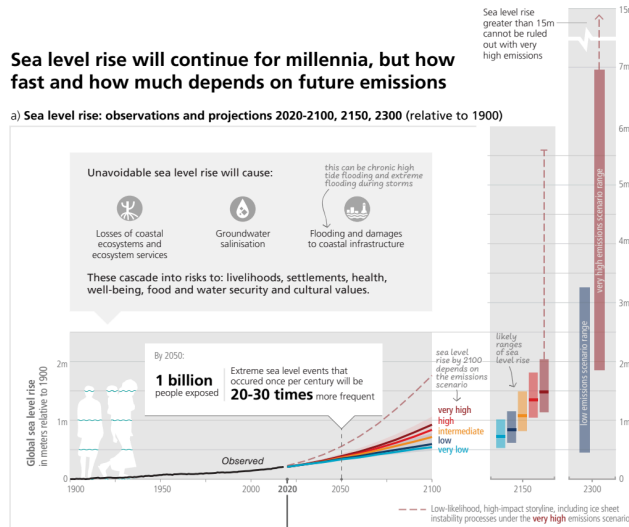 Sea level rise
greater than 15m
cannot be ruled
out with very
high emissions
15m
Sea level rise will continue for millennia, but how
fast and how much depends on future emissions
a) Sea level rise: observations and projections 2020-2100, 2150, 2300 (relative to 1900)
Unavoidable sea level rise will cause:
this can be chronic high
tide flooding and extreme
flooding during storms
Losses of coastal
ecosystems and
ecosystem services
Groundwater
salinisation
Flooding and damages
to coastal infrastructure
These cascade into risks to: livelihoods, settlements, health,
well-being, food and water security and cultural values.
7m
6m
5m
4
3m
2m
1m
0
very high emissions scenario range
low emissions scenario range
Global sea level rise
in meters relative to 1900
2m
1m
0
By 2050:
1 billion
people exposed
Extreme sea level events that
occured once per century will be
20-30 times more frequent
sea level
rise by 2100
depends on
the emissions
scenario
likely
ranges
of sea
level rise
very high
high
intermediate
low
very low
Observed
1900
1950
2000
2020
2050
2100
2150
2300
Low-likelihood, high-impact storyline, including ice sheet
instability processes under the very high emissions scenario